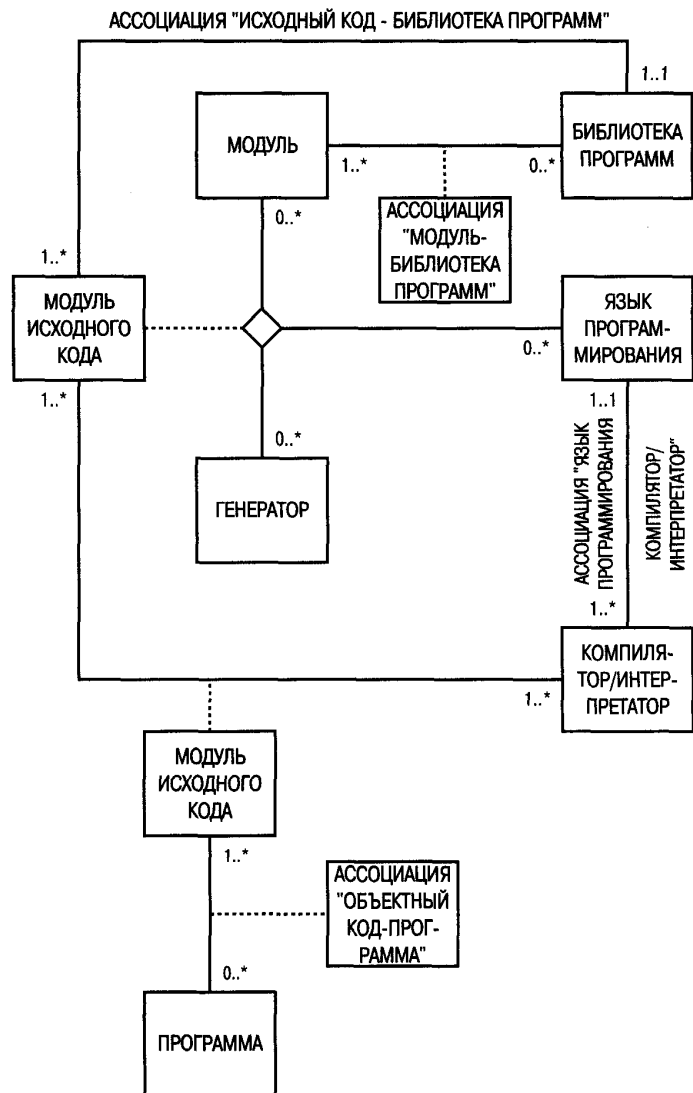 АССОЦИАЦИЯ "ИСХОДНЫЙ КОД - БИБЛИОТЕКА ПРОГРАММ"
1..1
МОДУЛЬ
1..*
0..*
БИБЛИОТЕКА
ПРОГРАММ
0..*
АССОЦИАЦИЯ
"МОДУЛЬ-
БИБЛИОТЕКА
ПРОГРАММ"
1..*
МОДУЛЬ
ИСХОДНОГО
КОДА
1..*
ЯЗЫК
ПРОГРАМ-
МИРОВАНИЯ
0..*
1..1
0..*
ГЕНЕРАТОР
АССОЦИАЦИЯ "ЯЗЫК
ПРОГРАММИРОВАНИЯ
КОМПИЛЯТОР/
ИНТЕРПРЕТАТОР"
1..*
КОМПИЛЯ-
ТОР/ИНТЕР-
ПРЕТАТОР
1..*
МОДУЛЬ
ИСХОДНОГО
КОДА
1..*
АССОЦИАЦИЯ
"ОБЪЕКТНЫЙ
КОД-ПРОГ-
РАММА"
0..*
ПРОГРАММА